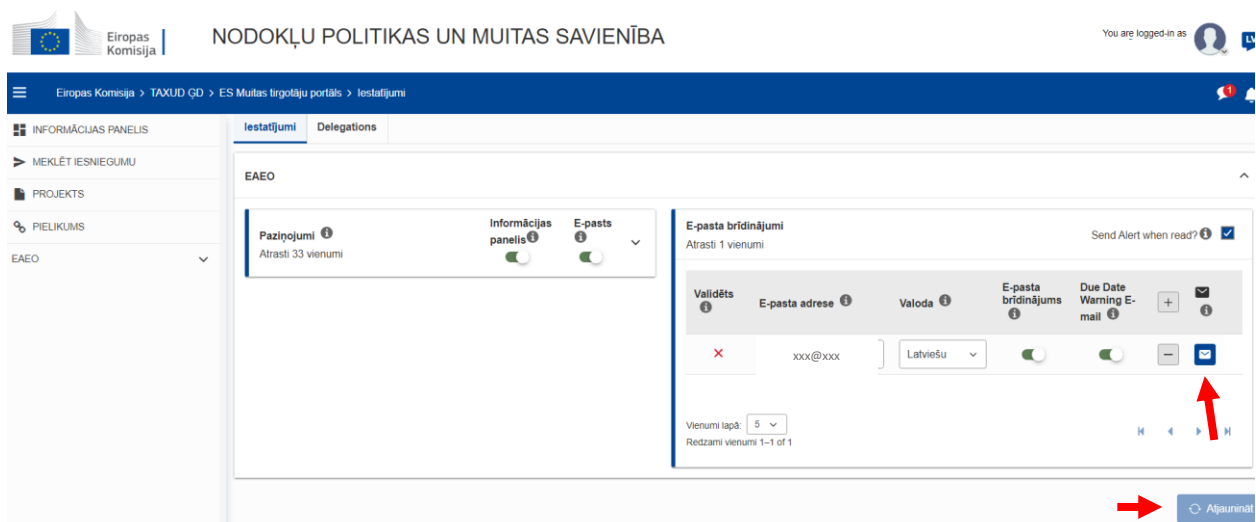 Eiropas
Komisija
NODOKĻU POLITIKAS UN MUITAS SAVIENĪBA
You are logged-in as
LV
Eiropas Komisija > TAXUD ĢD > ES Muitas tirgotāju portāls > Iestatījumi
1
INFORMĀCIJAS PANELIS
MEKLĒT IESNIEGUMU
PROJEKTS
PIELIKUMS
EAEO
Iestatījumi Delegations
EAEO
Paziņojumi
Atrasti 33 vienumi
Informācijas
panelis
E-pasts
E-pasta brīdinājumi
Atrasti 1 vienumi
Send Alert when read?
Validēts
E-pasta adrese
Valoda
E-pasta
brīdinājums
Due Date
Warning E-
mail
xxx@xxx
Latviešu
Vienumi lapā: 5
Redzami vienumi 1–1 of 1
Atjaunināt